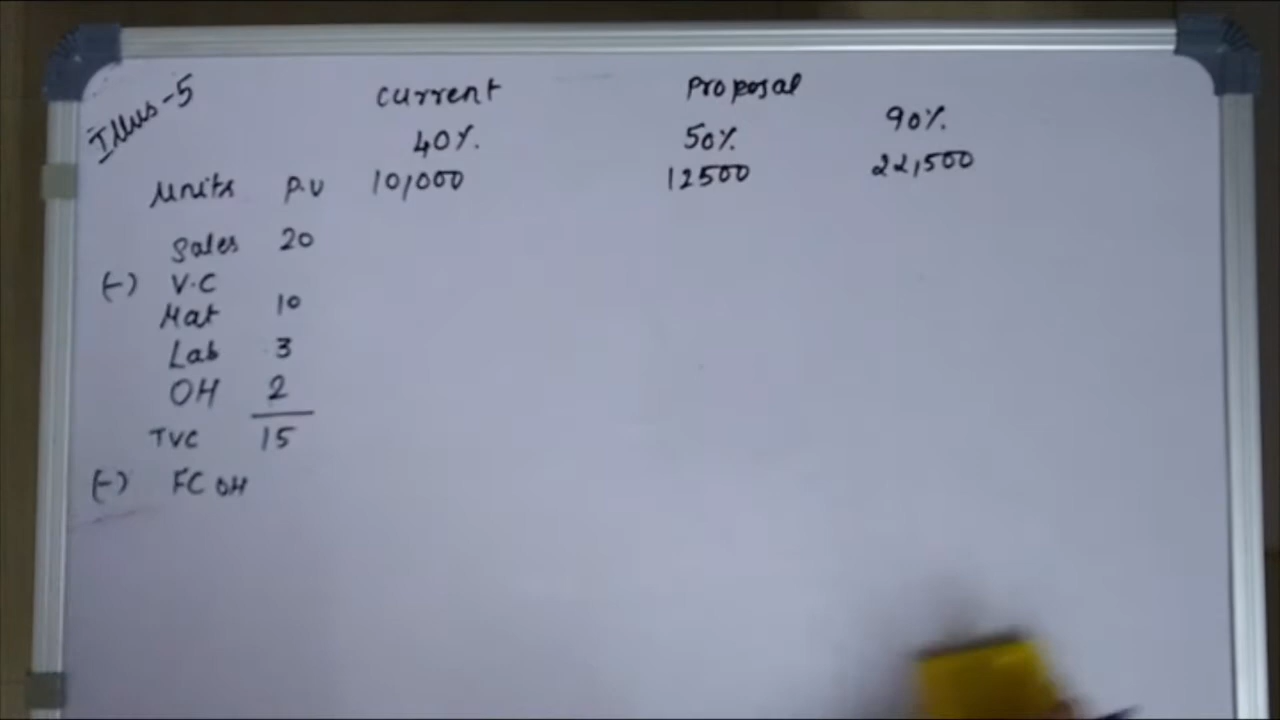 Illus-5
Current Proposal
40% 50% 90%
Units P.U 10,000 12500 22,500
Sales 20
(-) V.C
Mat 10
Lab 3
OH 2
TVC 15
(-) FC OH